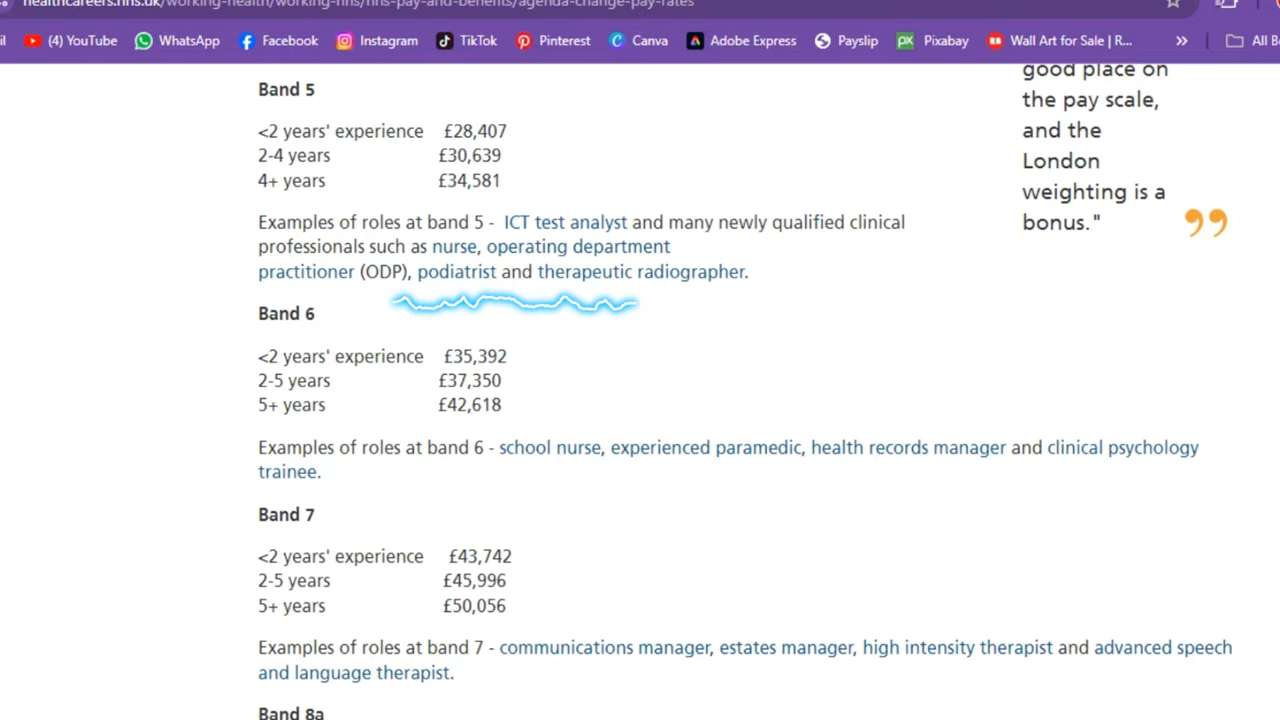 healthcareers.nhs.uk/working-health/working-nhs/nhs-pay-and-benefits/agenda-change-pay-rates
il (4) YouTube WhatsApp Facebook Instagram TikTok Pinterest Canva Adobe Express Payslip Pixabay Wall Art for Sale | R... » All B
Band 5
<2 years' experience £28,407
2-4 years £30,639
4+ years £34,581
Examples of roles at band 5 - ICT test analyst and many newly qualified clinical
professionals such as nurse, operating department
practitioner (ODP), podiatrist and therapeutic radiographer.
Band 6
<2 years' experience £35,392
2-5 years £37,350
5+ years £42,618
Examples of roles at band 6 - school nurse, experienced paramedic, health records manager and clinical psychology
trainee.
Band 7
<2 years' experience £43,742
2-5 years £45,996
5+ years £50,056
Examples of roles at band 7 - communications manager, estates manager, high intensity therapist and advanced speech
and language therapist.
Band 8a
good place on
the pay scale,
and the
London
weighting is a
bonus."